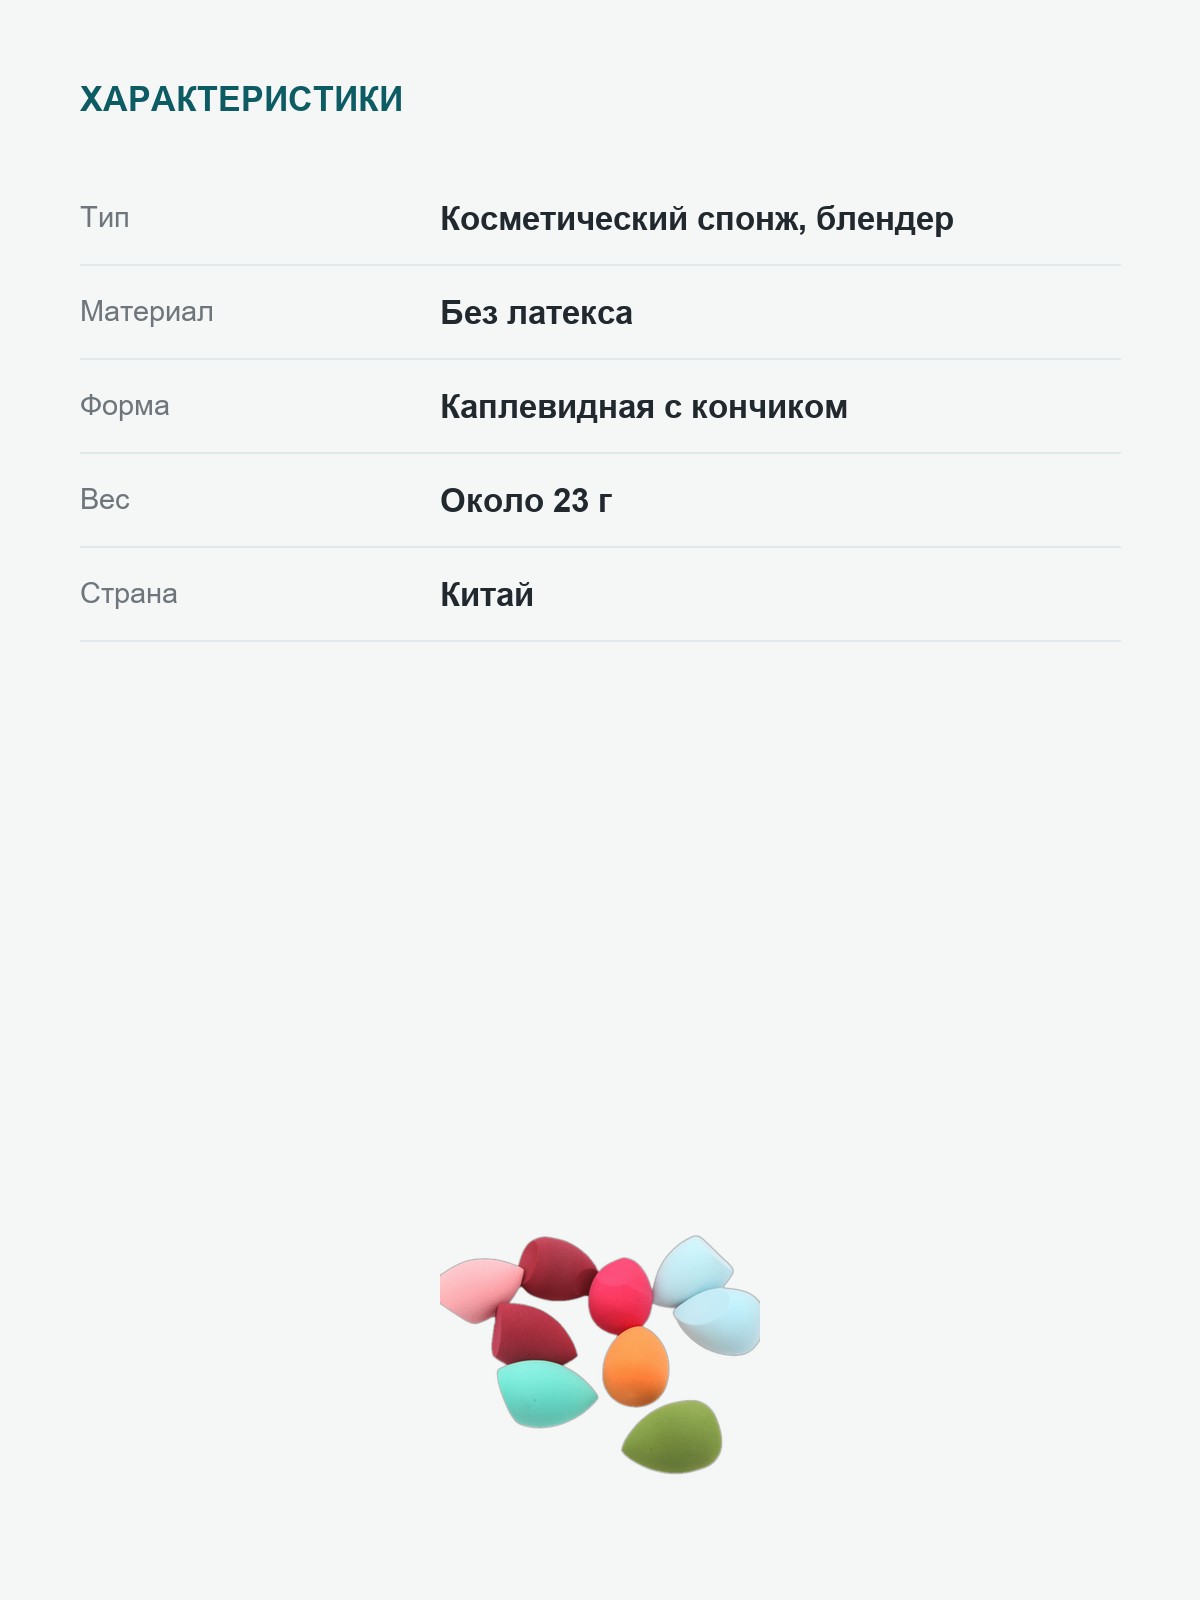 ХАРАКТЕРИСТИКИ
Тип Косметический спонж, блендер
Материал Без латекса
Форма Каплевидная с кончиком
Вес Около 23 г
Страна Китай